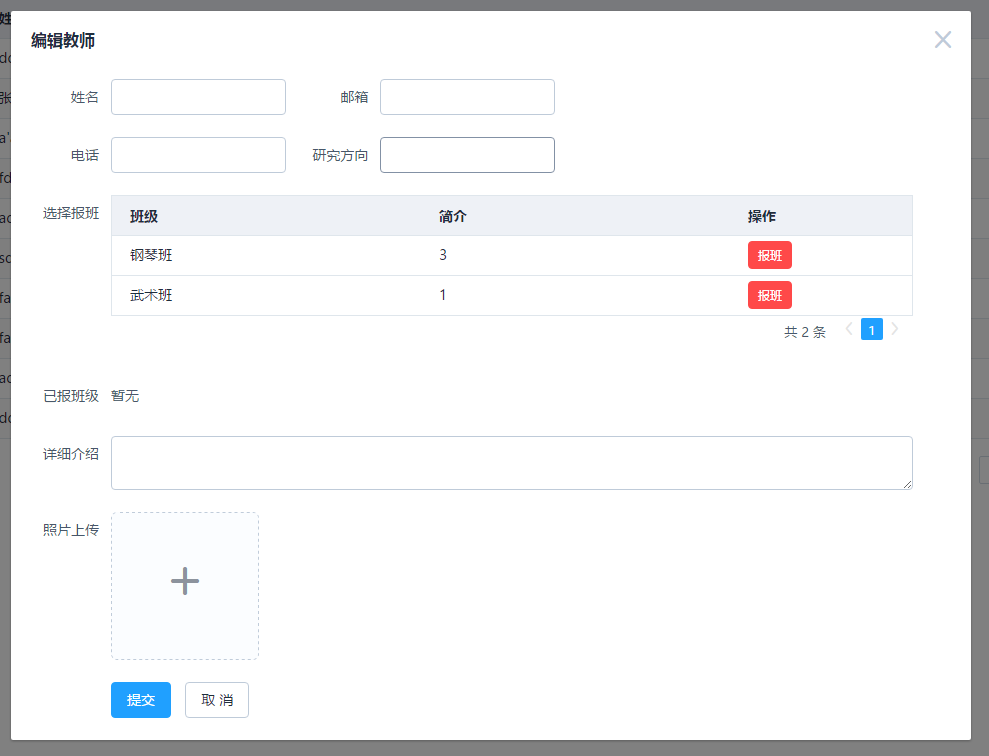 编辑教师
姓名
邮箱
电话
研究方向
选择报班
班级 简介 操作
钢琴班 3 报班
武术班 1 报班
共 2 条 1
已报班级 暂无
详细介绍
照片上传
提交 取 消